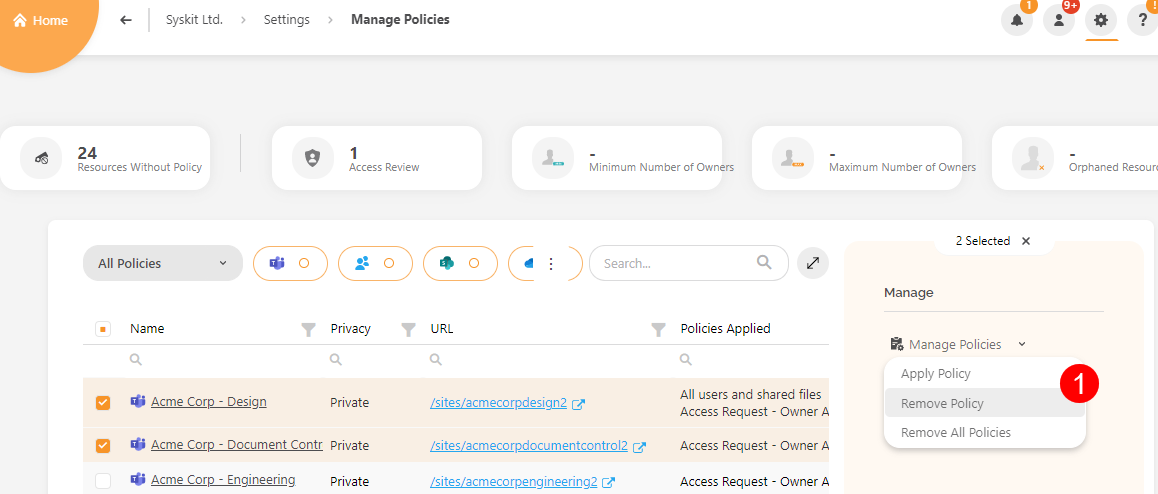 Home
Syskit Ltd. > Settings > Manage Policies
1
9+
?
!
24
Resources Without Policy
1
Access Review
-
Minimum Number of Owners
-
Maximum Number of Owners
-
Orphaned Resourc
All Policies
Search...
2 Selected
Manage
Name
Privacy
URL
Policies Applied
Manage Policies
Apply Policy
Remove Policy
Remove All Policies
1
Acme Corp - Design
Private
/sites/acmecorpdesign2
All users and shared files
Access Request - Owner A
Acme Corp - Document Contr
Private
/sites/acmecorpdocumentcontrol2
Access Request - Owner A
Acme Corp - Engineering
Private
/sites/acmecorpengineering2
Access Request - Owner A